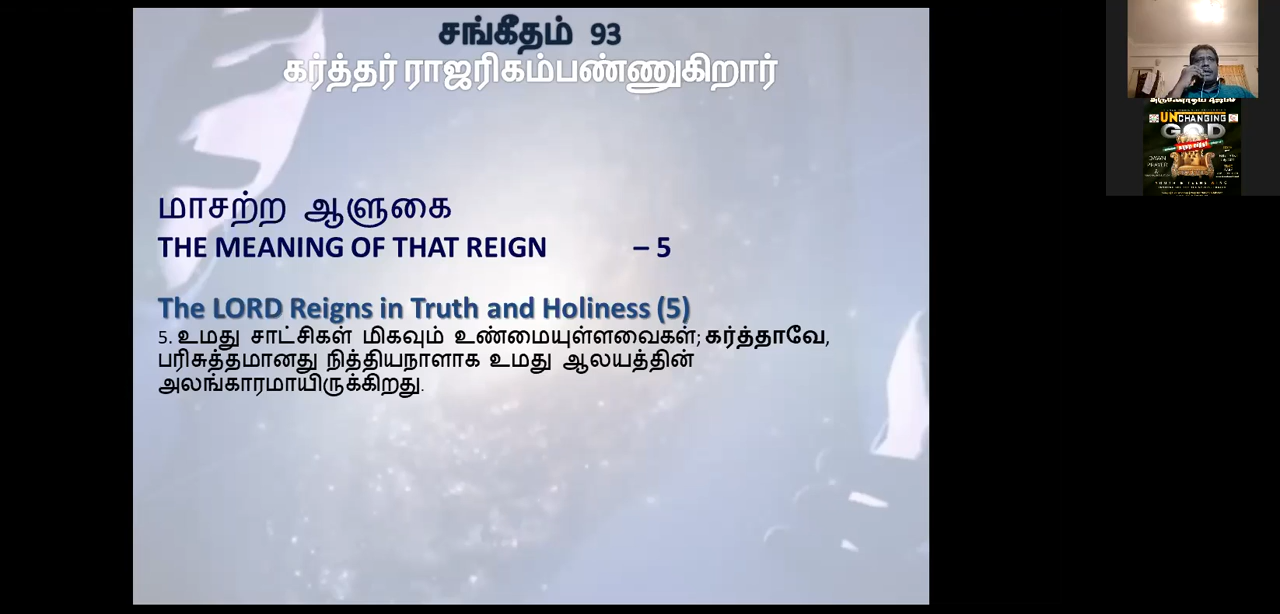 சங்கீதம் 93
கர்த்தர் ராஜரிகம்பண்ணுகிறார்
மாசற்ற ஆளுகை
THE MEANING OF THAT REIGN – 5
The LORD Reigns in Truth and Holiness (5)
5. உமது சாட்சிகள் மிகவும் உண்மையுள்ளவைகள்; கர்த்தாவே,
பரிசுத்தமானது நித்தியநாளாக உமது ஆலயத்தின்
அலங்காரமாயிருக்கிறது.
UNCHANGING
GOD
DAWN
PRAYER